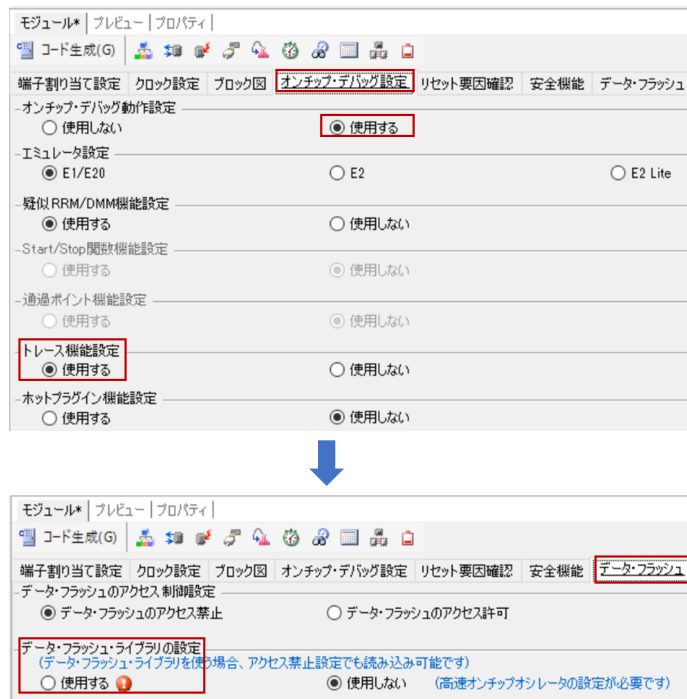 モジュール* プレビュー プロパティ
コード生成(G)
端子割り当て設定 クロック設定 ブロック図 オンチップ・デバッグ設定 リセット要因確認 安全機能 データ・フラッシュ
オンチップ・デバッグ動作設定
使用しない 使用する
エミュレータ設定
E1/E20 E2 E2 Lite
疑似RRM/DMM機能設定
使用する 使用しない
Start/Stop関数機能設定
使用する 使用しない
通過ポイント機能設定
使用する 使用しない
トレース機能設定
使用する 使用しない
ホットプラグイン機能設定
使用する 使用しない
モジュール* プレビュー プロパティ
コード生成(G)
端子割り当て設定 クロック設定 ブロック図 オンチップ・デバッグ設定 リセット要因確認 安全機能 データ・フラッシュ
データ・フラッシュのアクセス制御設定
データ・フラッシュのアクセス禁止 データ・フラッシュのアクセス許可
データ・フラッシュ・ライブラリの設定
(データ・フラッシュ・ライブラリを使う場合、アクセス禁止設定でも読み込み可能です)
使用する 使用しない (高速オンチップオシレータの設定が必要です)